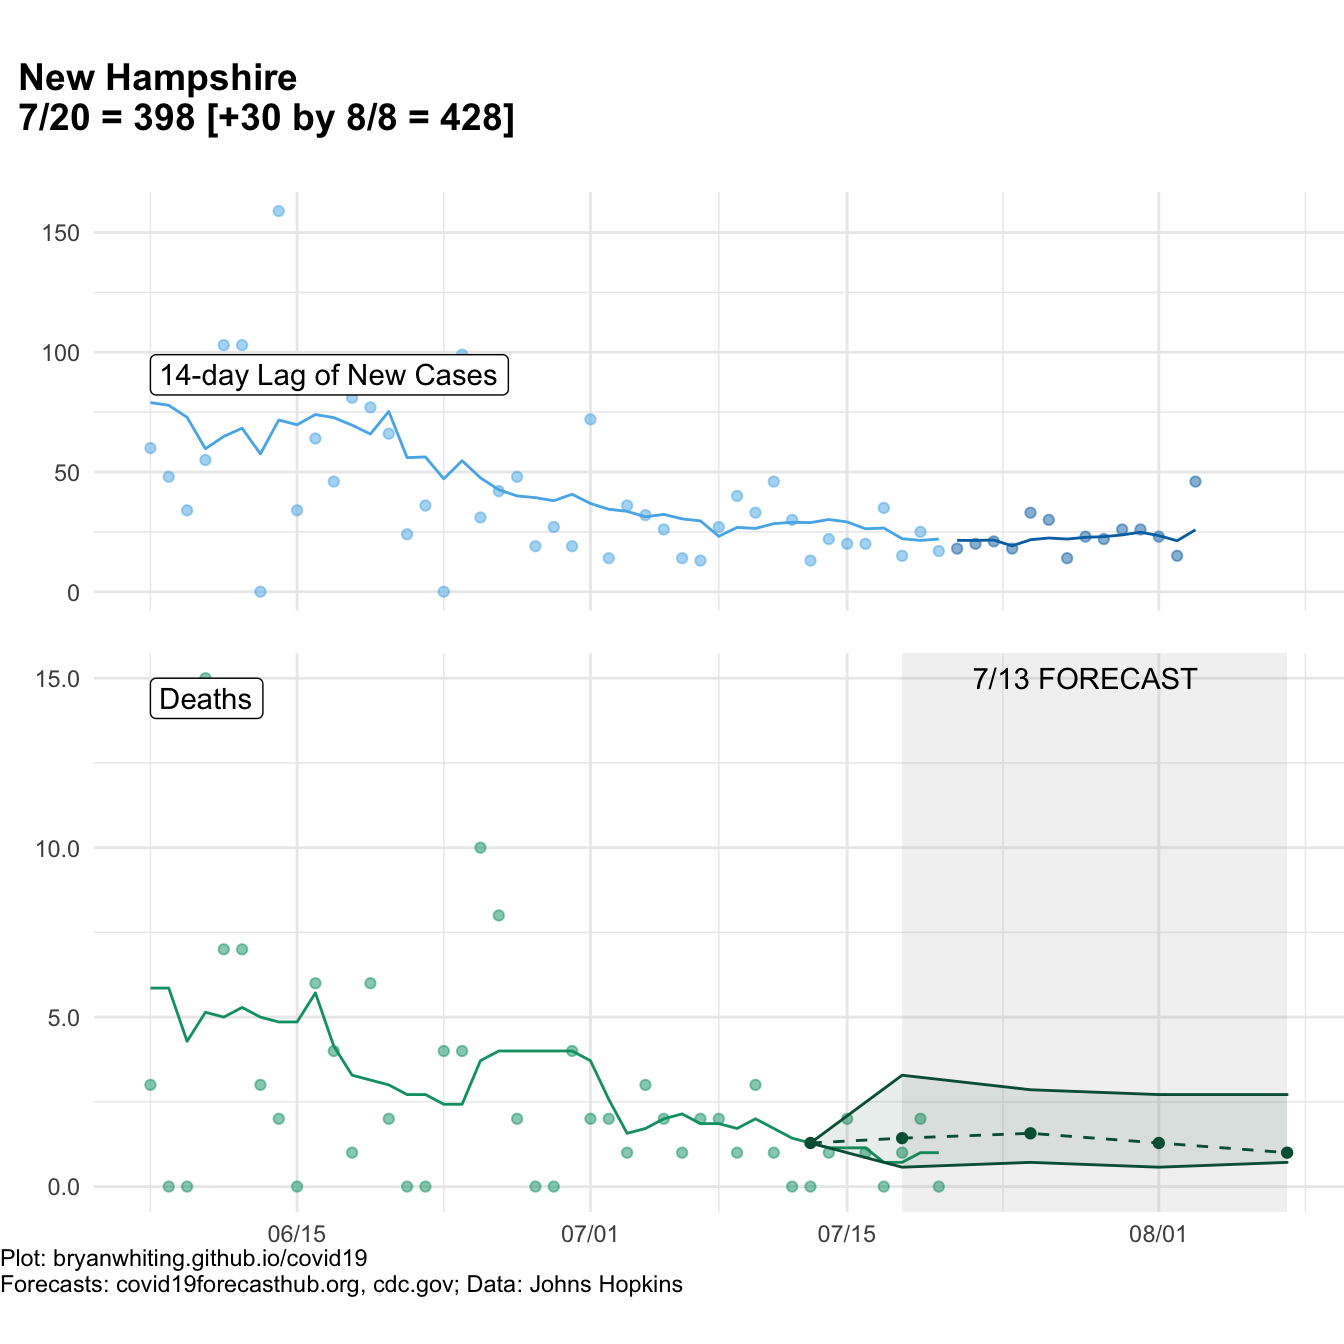 New Hampshire
7/20 = 398 [+30 by 8/8 = 428]
150
100
14-day Lag of New Cases
50
0
15.0
7/13 FORECAST
Deaths
10.0
5.0
0.0
06/15 07/01 07/15 08/01
Plot: bryanwhiting.github.io/covid19
Forecasts: covid19forecasthub.org, cdc.gov; Data: Johns Hopkins